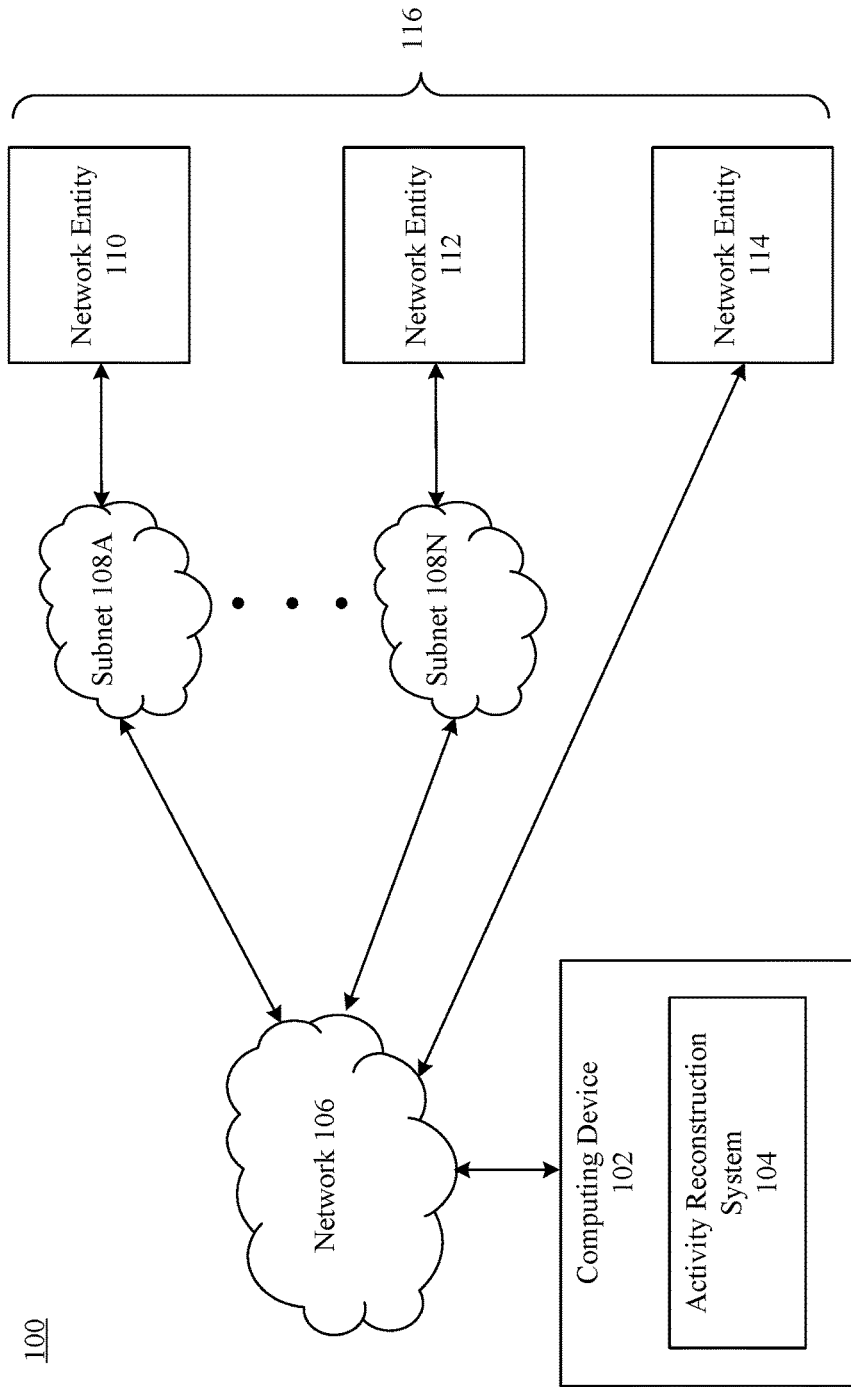 100
Network 106
Computing Device
102
Activity Reconstruction
System
104
Subnet 108A
Subnet 108N
Network Entity
110
Network Entity
112
Network Entity
114
116